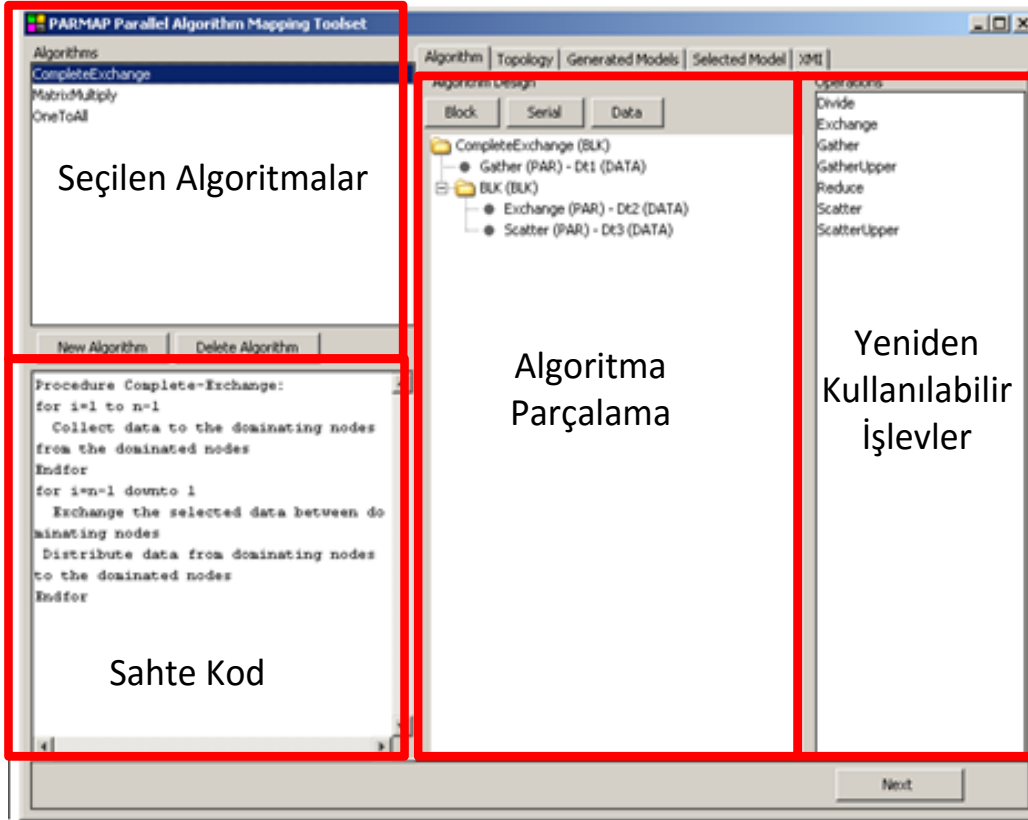 PARMAP Parallel Algorithm Mapping Toolset
Algorithms
CompleteExchange
MatrixMultiply
OneToAll
Seçilen Algoritmalar
New Algorithm Delete Algorithm
Procedure Complete-Exchange:
for i=1 to n-1
Collect data to the dominating nodes
from the dominated nodes
Endfor
for i=n-1 downto 1
Exchange the selected data between do
minating nodes
Distribute data from dominating nodes
to the dominated nodes
Endfor
Sahte Kod
Algorithm Topology Generated Models Selected Model XMI
Algorithm Design
Block Serial Data
CompleteExchange (BLK)
Gather (PAR) - Dt1 (DATA)
BLK (BLK)
Exchange (PAR) - Dt2 (DATA)
Scatter (PAR) - Dt3 (DATA)
Algoritma
Parçalama
Operations
Divide
Exchange
Gather
GatherUpper
Reduce
Scatter
ScatterUpper
Yeniden
Kullanılabilir
İşlevler
Next